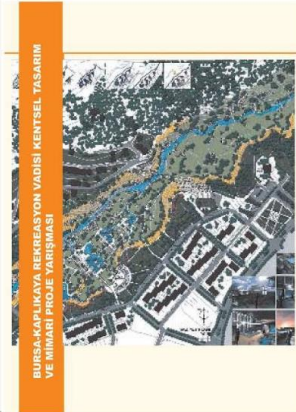 BURSA-KAPLIKAYA REKREASYON VADİSİ KENTSEL TASARIM
VE MİMARİ PROJE YARIŞMASI